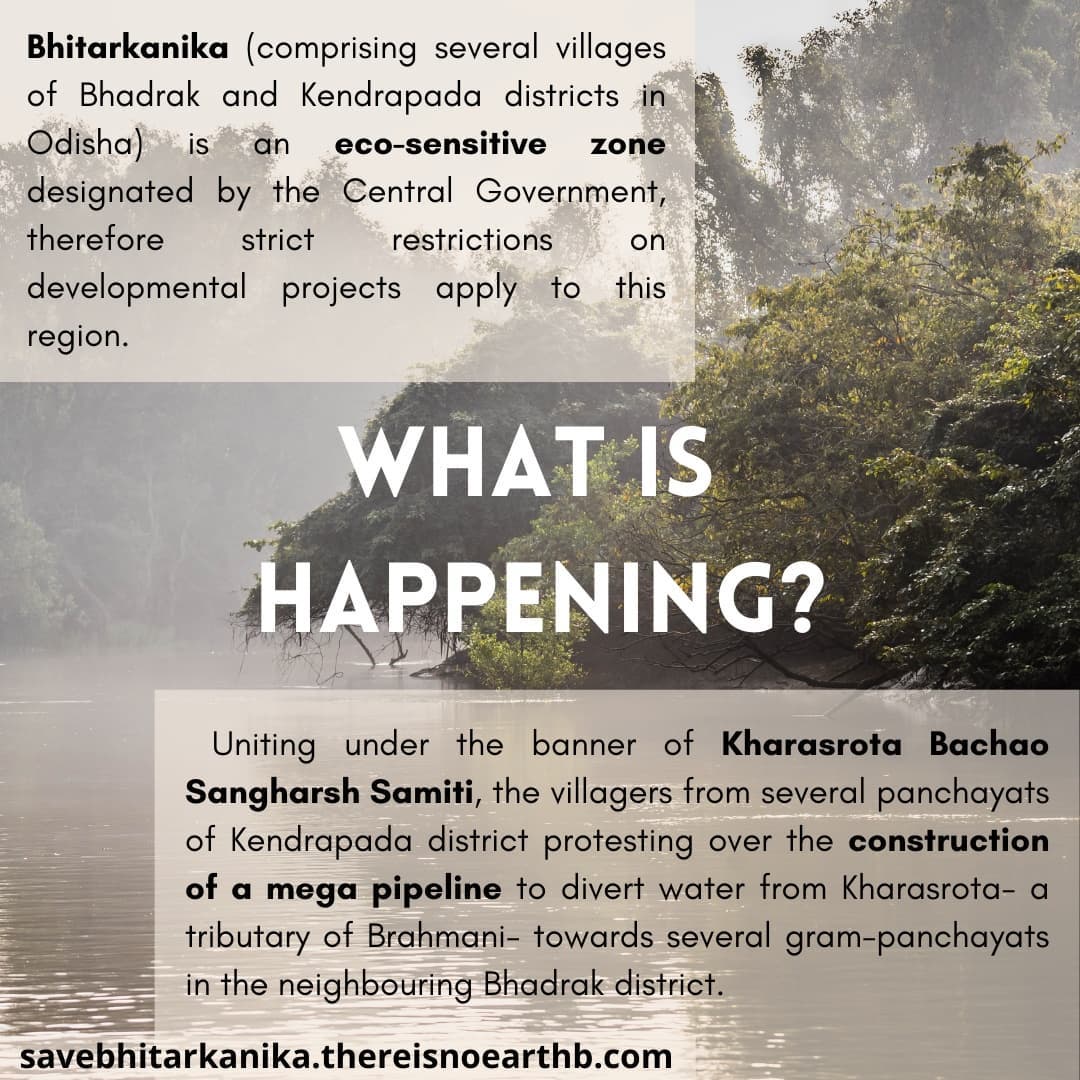 Bhitarkanika (comprising several villages
of Bhadrak and Kendrapada districts in
Odisha) is an eco-sensitive zone
designated by the Central Government,
therefore strict restrictions on
developmental projects apply to this
region.
WHAT IS
HAPPENING?
Uniting under the banner of Kharasrota Bachao
Sangharsh Samiti, the villagers from several panchayats
of Kendrapada district protesting over the construction
of a mega pipeline to divert water from Kharasrota- a
tributary of Brahmani- towards several gram-panchayats
in the neighbouring Bhadrak district.
savebhitarkanika.thereisnoearthb.com